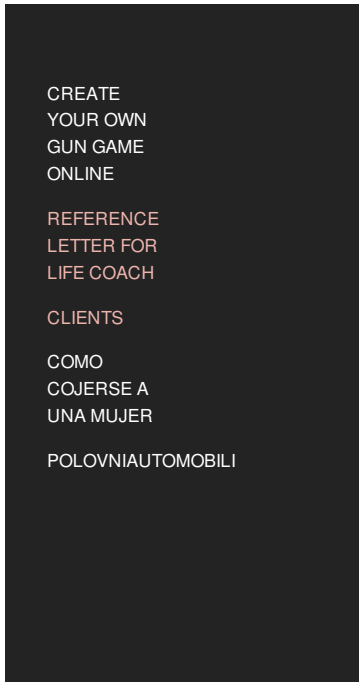 CREATE
YOUR OWN
GUN GAME
ONLINE
REFERENCE
LETTER FOR
LIFE COACH
CLIENTS
COMO
COJERSE A
UNA MUJER
POLOVNIAUTOMOBILI